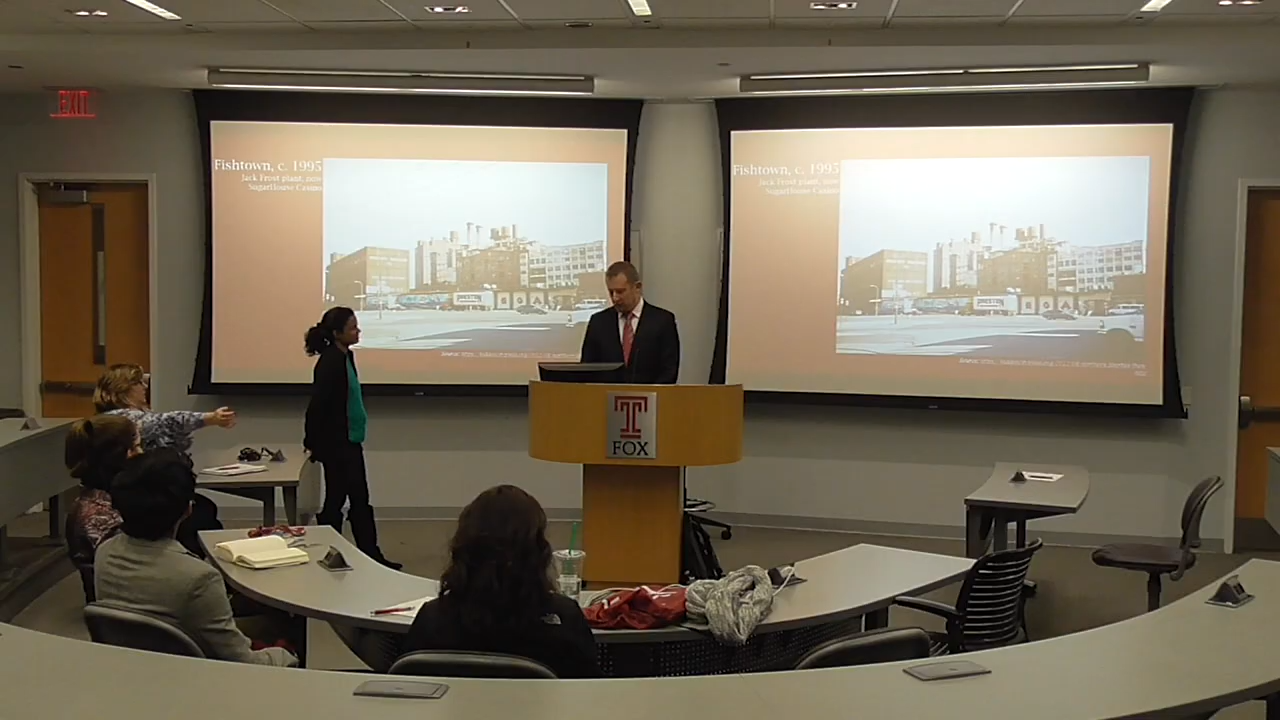 EXIT
Fishtown, c. 1995
Jack Frost plant, now
SugarHouse Casino
Fishtown, c. 1995
Jack Frost plant, now
SugarHouse Casino
T
FOX